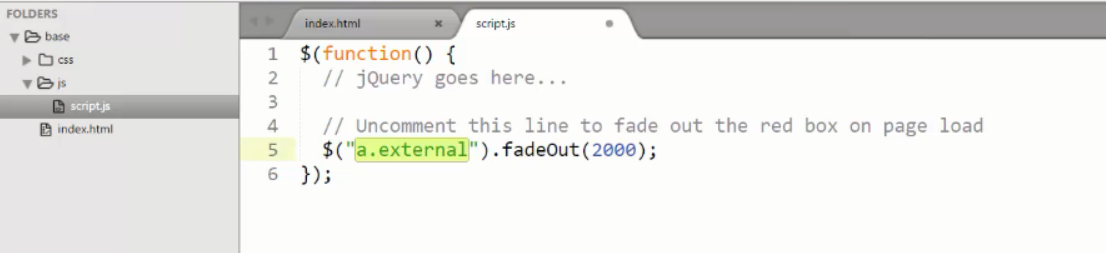 FOLDERS
base
css
js
script.js
index.html
index.html
script.js
1 $(function() {
2 // jQuery goes here...
3
4 // Uncomment this line to fade out the red box on page load
5 $("a.external").fadeOut(2000);
6 });